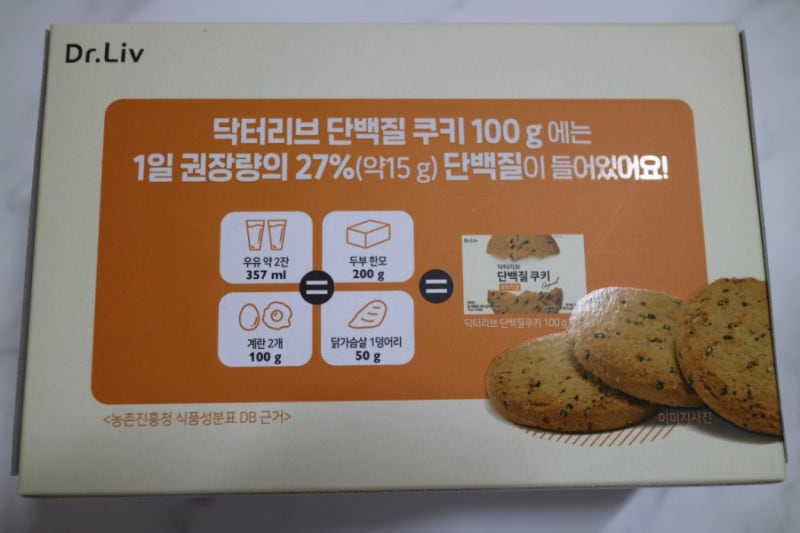 Dr.Liv
닥터리브 단백질 쿠키 100 g 에는
1일 권장량의 27%(약15 g) 단백질이 들어있어요!
우유 약 2잔
357 ml
두부 한모
200 g
=
=
계란 2개
100 g
닭가슴살 1덩어리
50 g
Dr.Liv
닥터리브
단백질 쿠키
Original
닥터리브 단백질쿠키 100 g
<농촌진흥청 식품성분표 DB 근거>
이미지사진